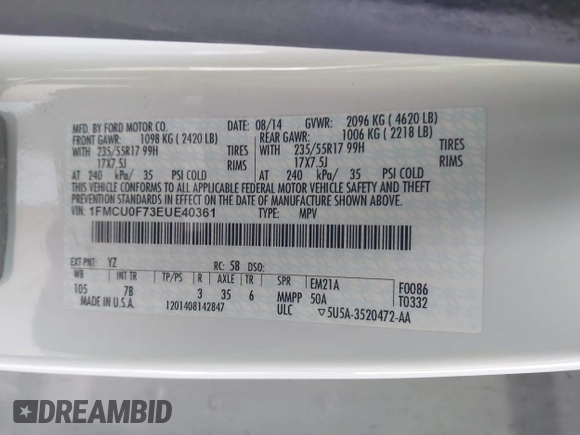 MFD. BY FORD MOTOR CO. DATE: 08/14 GVWR: 2096 KG ( 4620 LB)
FRONT GAWR: 1098 KG ( 2420 LB) REAR GAWR: 1006 KG ( 2218 LB)
WITH 235/55R17 99H TIRES WITH 235/55R17 99H TIRES
17X7.5J RIMS 17X7.5J RIMS
AT 240 kPa/ 35 PSI COLD AT 240 kPa/ 35 PSI COLD
THIS VEHICLE CONFORMS TO ALL APPLICABLE FEDERAL MOTOR VEHICLE SAFETY AND THEFT
PREVENTION STANDARDS IN EFFECT ON THE DATE OF MANUFACTURE SHOWN ABOVE.
VIN: 1FMCU0F73EUE40361 TYPE: MPV
EXT PNT: YZ RC: 58 DSO:
WB INT TR TP/PS R AXLE TR SPR EM21A F0086
105 7B 3 35 6 MMPP 50A T0332
MADE IN U.S.A. 1201408142847 ULC ▽5U5A-3520472-AA
DREAMBID